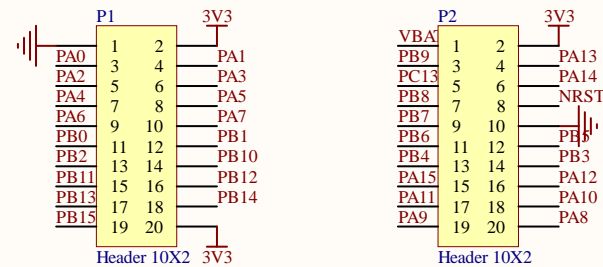 P1 3V3 P2 3V3
1 2 VBAT 1 2
PA0 3 4 PA1 PB9 3 4 PA13
PA2 5 6 PA3 PC13 5 6 PA14
PA4 7 8 PA5 PB8 7 8 NRST
PA6 9 10 PA7 PB7 9 10
PB0 11 12 PB1 PB6 11 12 PB5
PB2 13 14 PB10 PB4 13 14 PB3
PB11 15 16 PB12 PA15 15 16 PA12
PB13 17 18 PB14 PA11 17 18 PA10
PB15 19 20 PA9 19 20 PA8
Header 10X2 3V3 Header 10X2